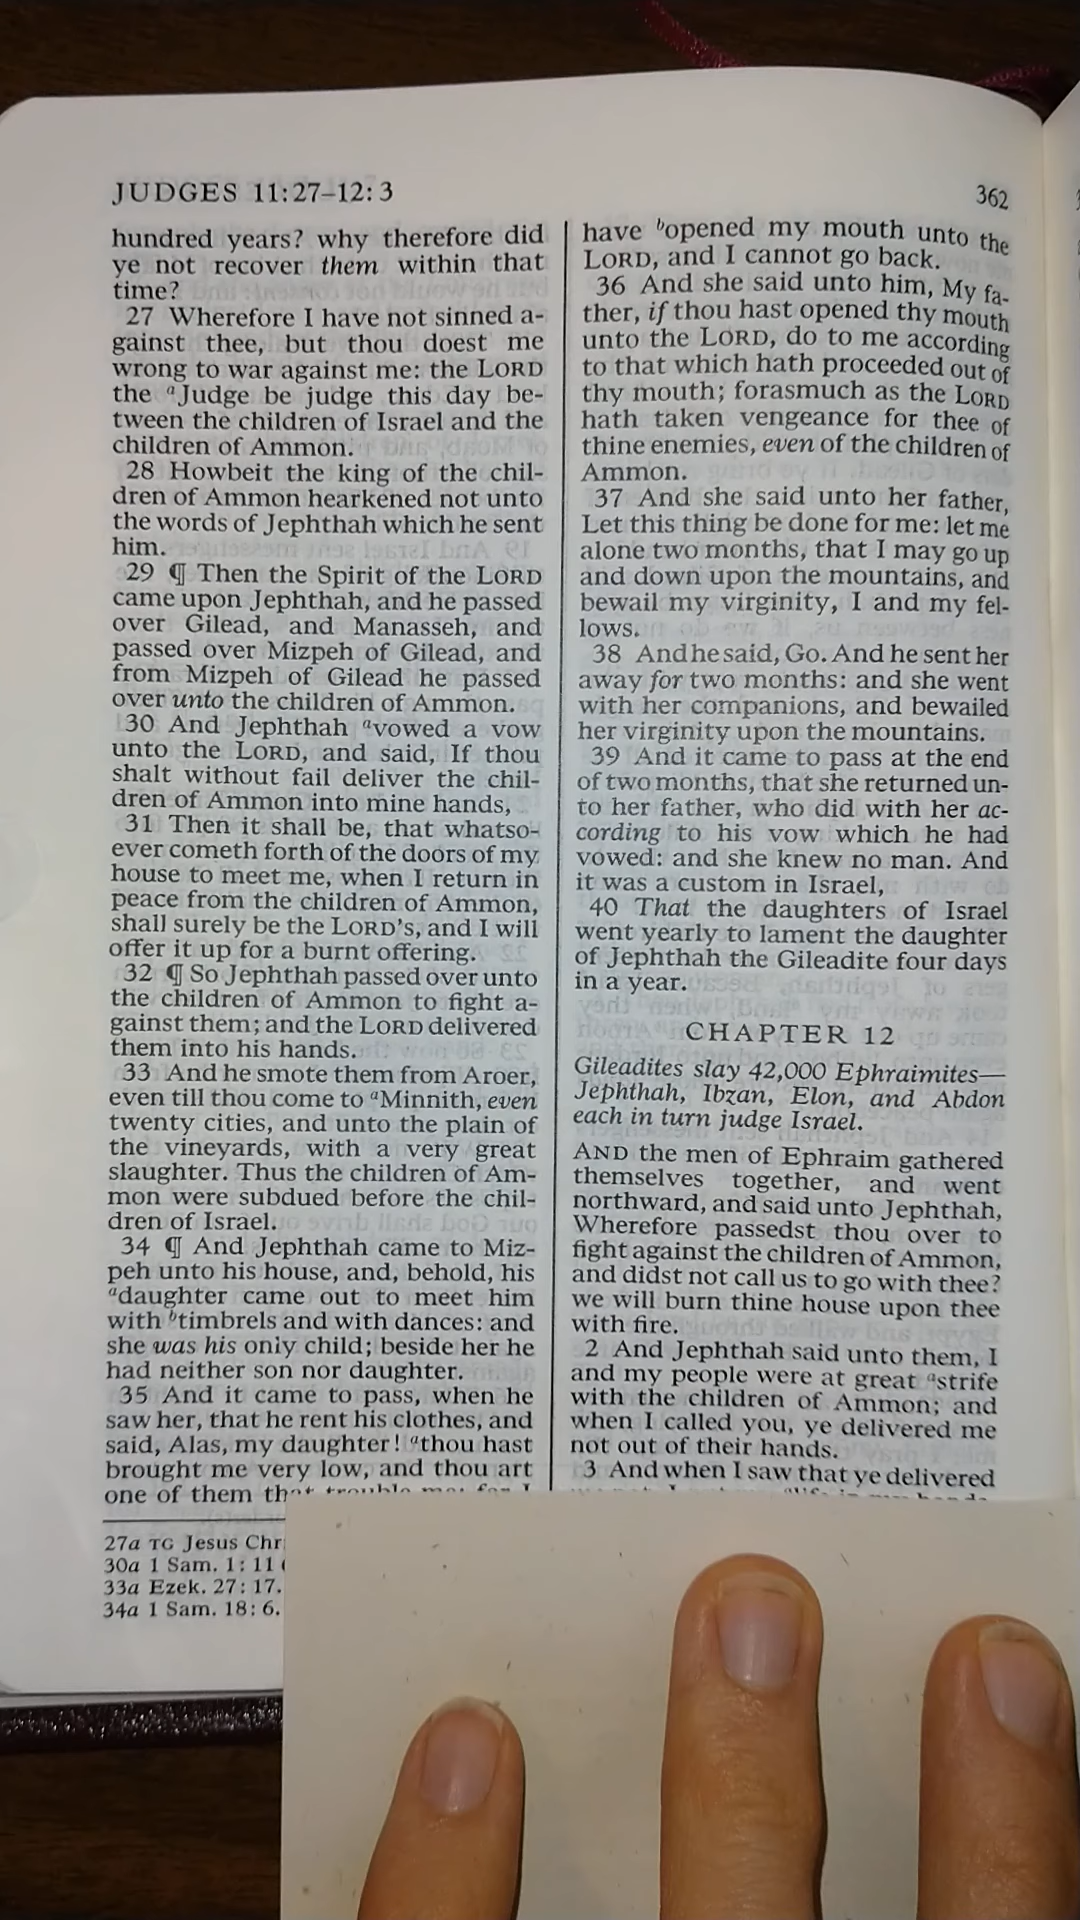 JUDGES 11:27–12:3
362
hundred years? why therefore did
ye not recover them within that
time?
27 Wherefore I have not sinned a-
gainst thee, but thou doest me
wrong to war against me: the LORD
the aJudge be judge this day be-
tween the children of Israel and the
children of Ammon.
28 Howbeit the king of the chil-
dren of Ammon hearkened not unto
the words of Jephthah which he sent
him.
29 ¶ Then the Spirit of the LORD
came upon Jephthah, and he passed
over Gilead, and Manasseh, and
passed over Mizpeh of Gilead, and
from Mizpeh of Gilead he passed
over unto the children of Ammon.
30 And Jephthah avowed a vow
unto the LORD, and said, If thou
shalt without fail deliver the chil-
dren of Ammon into mine hands,
31 Then it shall be, that whatso-
ever cometh forth of the doors of my
house to meet me, when I return in
peace from the children of Ammon,
shall surely be the LORD'S, and I will
offer it up for a burnt offering.
32 ¶ So Jephthah passed over unto
the children of Ammon to fight a-
gainst them; and the LORD delivered
them into his hands.
33 And he smote them from Aroer,
even till thou come to aMinnith, even
twenty cities, and unto the plain of
the vineyards, with a very great
slaughter. Thus the children of Am-
mon were subdued before the chil-
dren of Israel.
34 ¶ And Jephthah came to Miz-
peh unto his house, and, behold, his
adaughter came out to meet him
with btimbrels and with dances: and
she was his only child; beside her he
had neither son nor daughter.
35 And it came to pass, when he
saw her, that he rent his clothes, and
said, Alas, my daughter! athou hast
brought me very low, and thou art
one of them that trouble me: for I
have bopened my mouth unto the
LORD, and I cannot go back.
36 And she said unto him, My fa-
ther, if thou hast opened thy mouth
unto the LORD, do to me according
to that which hath proceeded out of
thy mouth; forasmuch as the LORD
hath taken vengeance for thee of
thine enemies, even of the children of
Ammon.
37 And she said unto her father,
Let this thing be done for me: let me
alone two months, that I may go up
and down upon the mountains, and
bewail my virginity, I and my fel-
lows.
38 And he said, Go. And he sent her
away for two months: and she went
with her companions, and bewailed
her virginity upon the mountains.
39 And it came to pass at the end
of two months, that she returned un-
to her father, who did with her ac-
cording to his vow which he had
vowed: and she knew no man. And
it was a custom in Israel,
40 That the daughters of Israel
went yearly to lament the daughter
of Jephthah the Gileadite four days
in a year.
CHAPTER 12
Gileadites slay 42,000 Ephraimites—
Jephthah, Ibzan, Elon, and Abdon
each in turn judge Israel.
AND the men of Ephraim gathered
themselves together, and went
northward, and said unto Jephthah,
Wherefore passedst thou over to
fight against the children of Ammon,
and didst not call us to go with thee?
we will burn thine house upon thee
with fire.
2 And Jephthah said unto them, I
and my people were at great astrife
with the children of Ammon; and
when I called you, ye delivered me
not out of their hands.
3 And when I saw that ye delivered
27a TG Jesus Chr
30a 1 Sam. 1:11
33a Ezek. 27:17.
34a 1 Sam. 18:6.